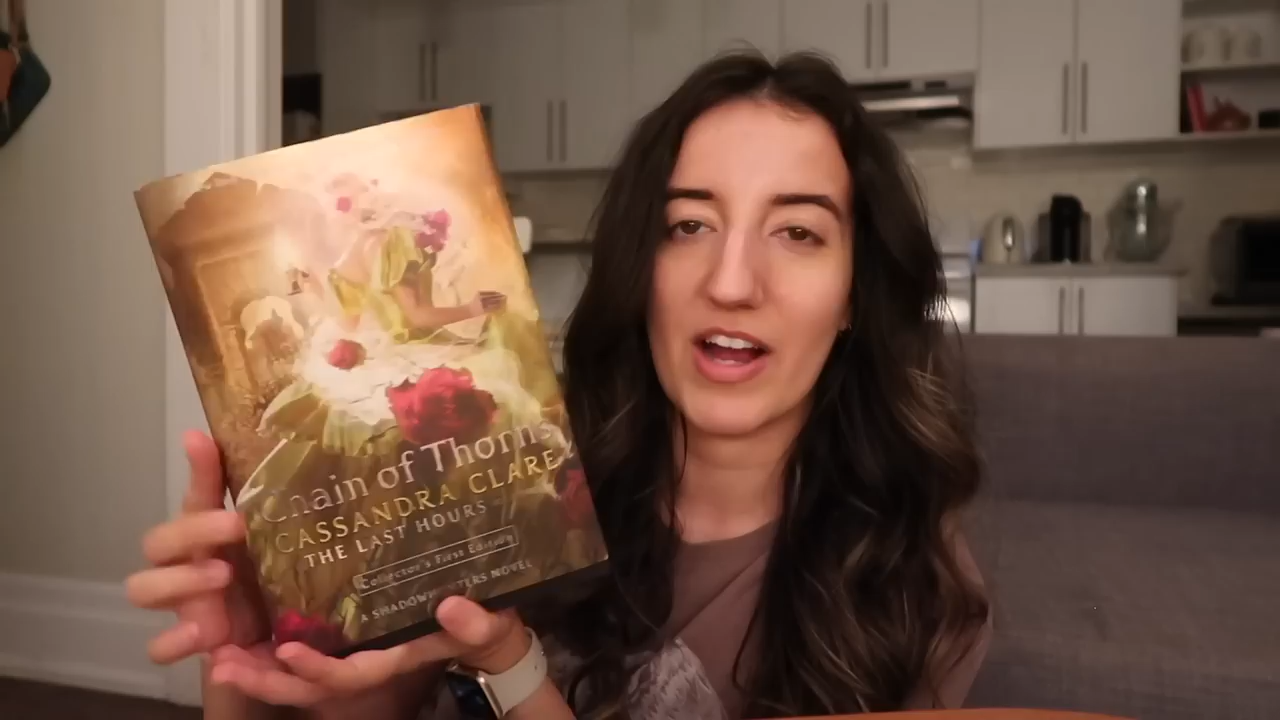 Chain of Thorns
CASSANDRA CLARE
THE LAST HOURS
Collector's First Edition
A SHADOWHUNTERS NOVEL